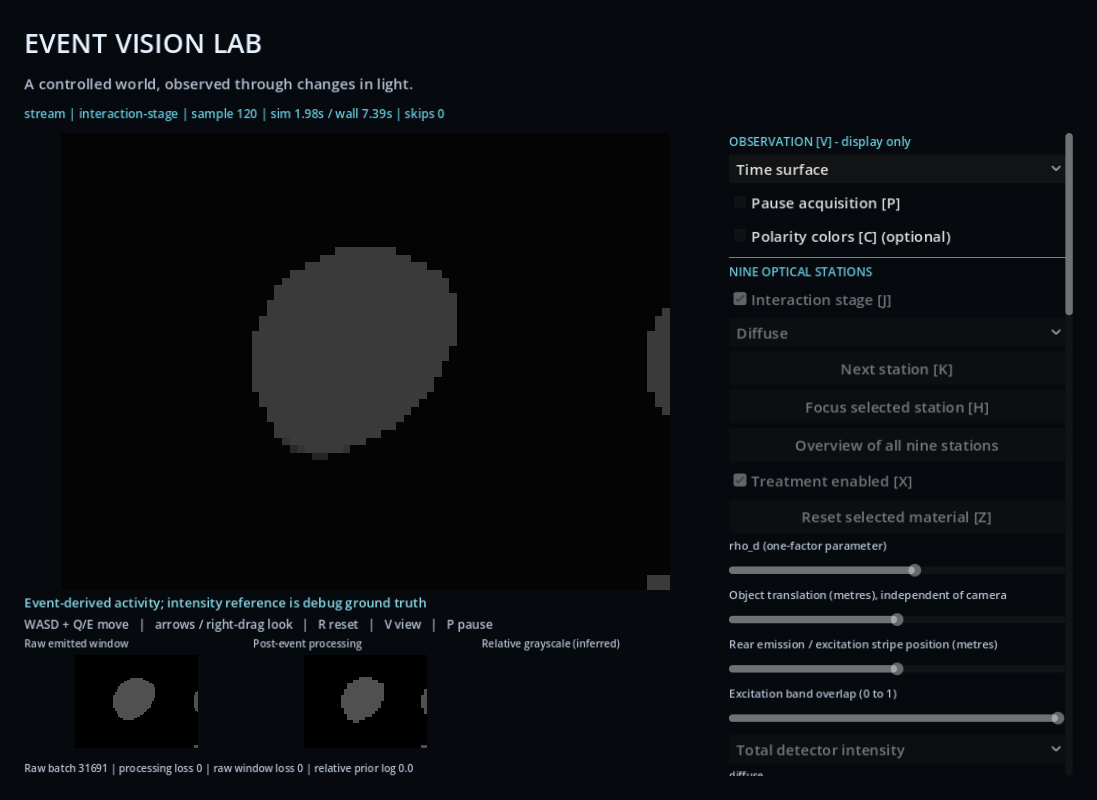 EVENT VISION LAB
A controlled world, observed through changes in light.
stream | interaction-stage | sample 120 | sim 1.98s / wall 7.39s | skips 0
OBSERVATION [V] - display only
Time surface
Pause acquisition [P]
Polarity colors [C] (optional)
NINE OPTICAL STATIONS
Interaction stage [J]
Diffuse
Next station [K]
Focus selected station [H]
Overview of all nine stations
Treatment enabled [X]
Reset selected material [Z]
rho_d (one-factor parameter)
Object translation (metres), independent of camera
Rear emission / excitation stripe position (metres)
Excitation band overlap (0 to 1)
Total detector intensity
diffuse
Event-derived activity; intensity reference is debug ground truth
WASD + Q/E move | arrows / right-drag look | R reset | V view | P pause
Raw emitted window
Post-event processing
Relative grayscale (inferred)
Raw batch 31691 | processing loss 0 | raw window loss 0 | relative prior log 0.0